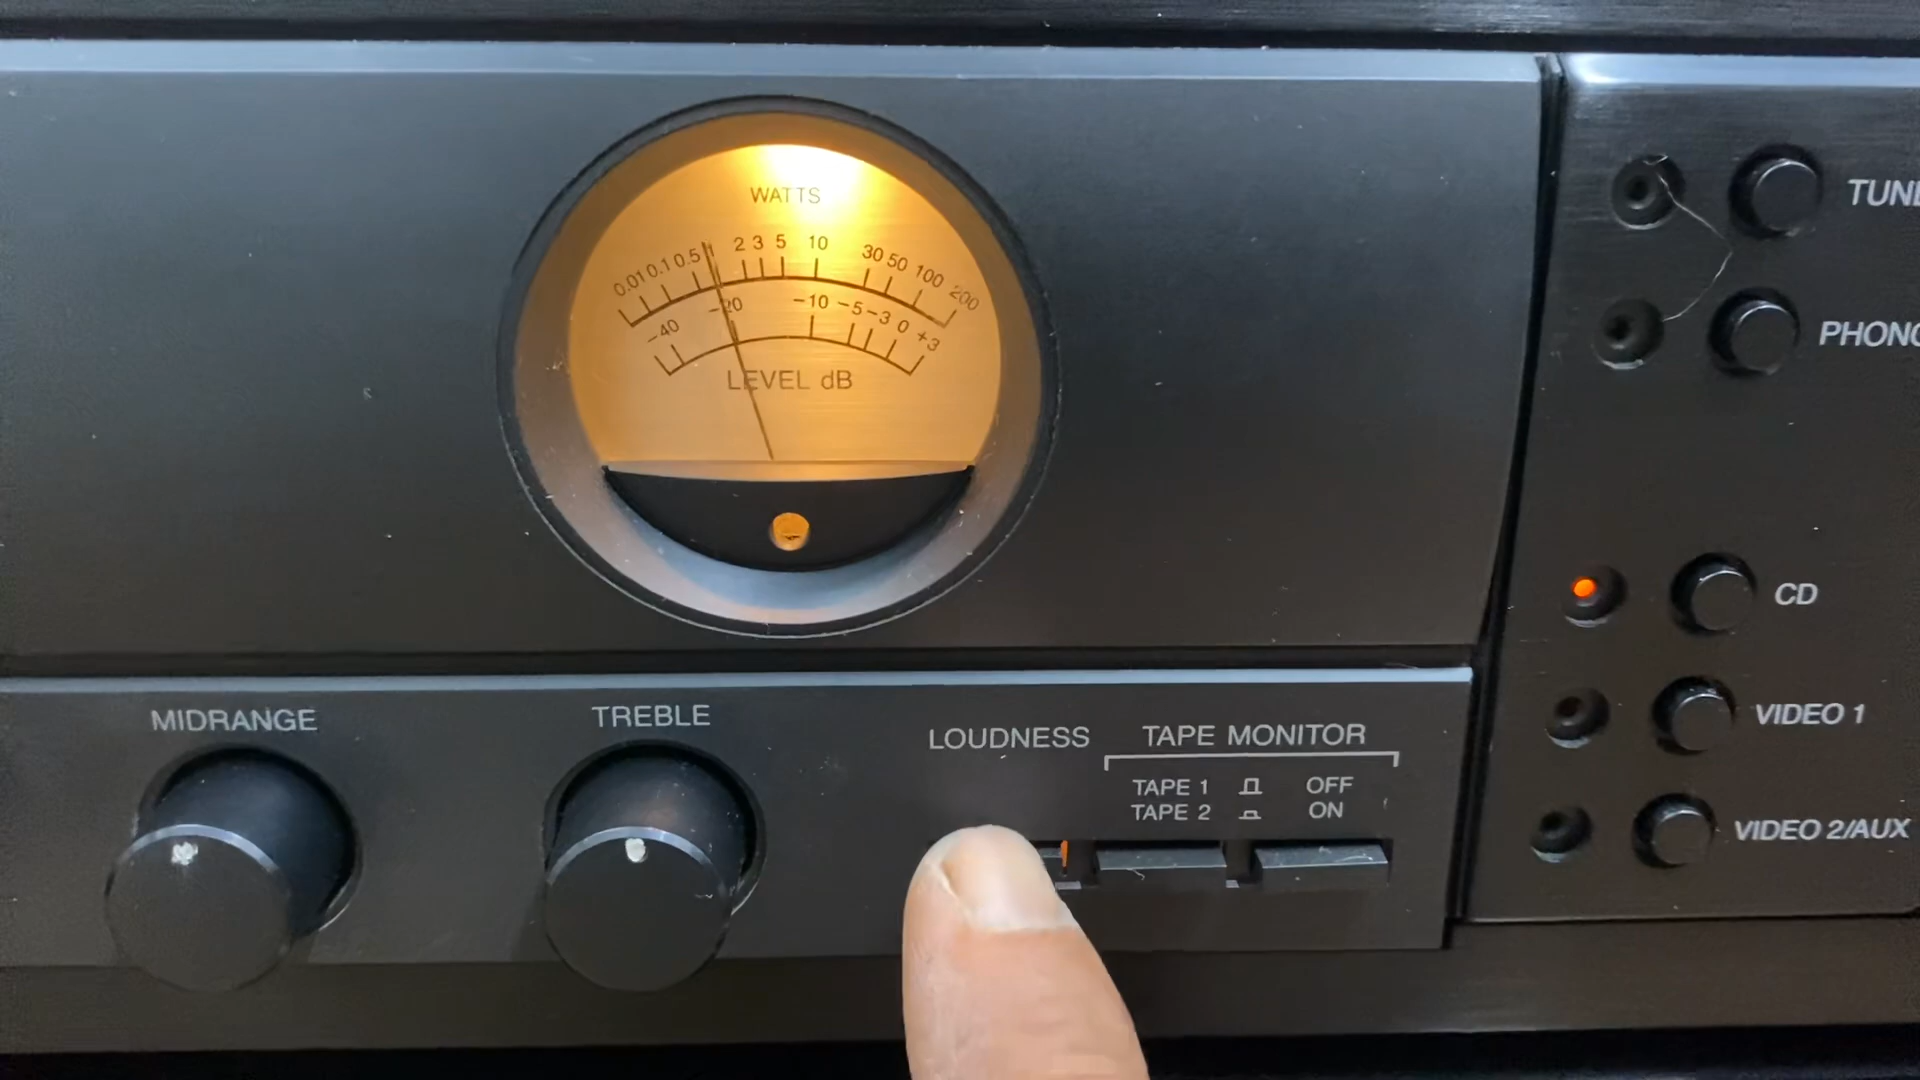 WATTS
0.01 0.1 0.5 1 2 3 5 10 30 50 100 200
-40 -20 -10 -5 -3 0 +3
LEVEL dB
MIDRANGE
TREBLE
LOUDNESS
TAPE MONITOR
TAPE 1 OFF
TAPE 2 ON
TUNE
PHONO
CD
VIDEO 1
VIDEO 2/AUX